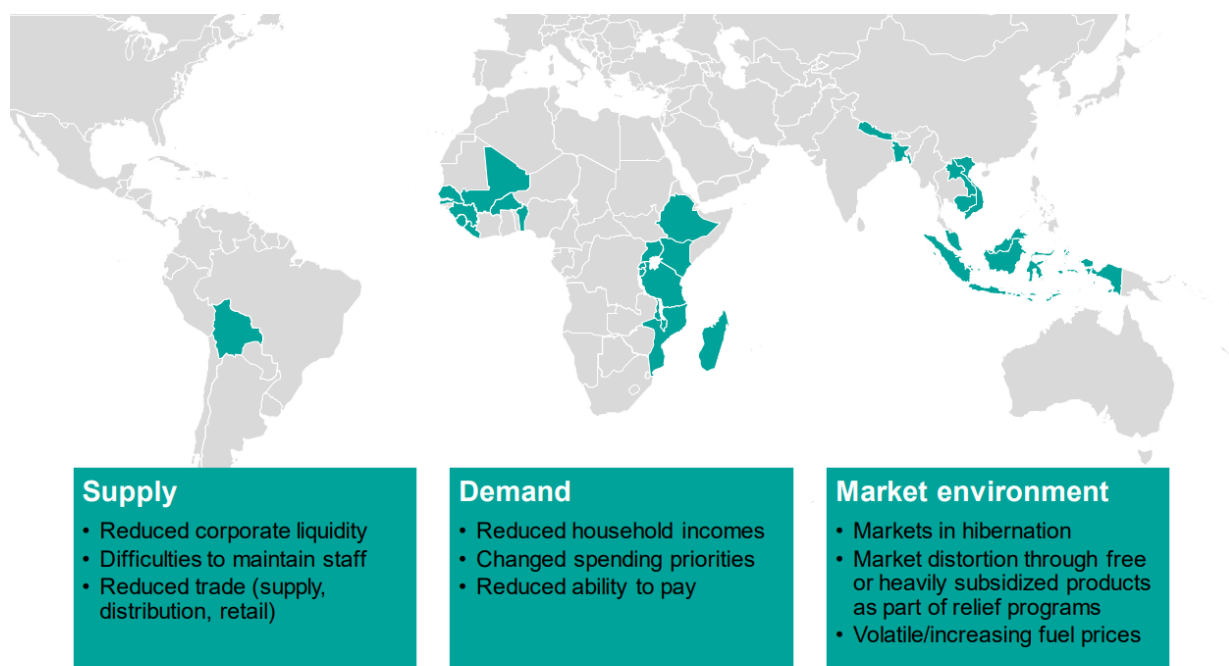 Supply
• Reduced corporate liquidity
• Difficulties to maintain staff
• Reduced trade (supply,
distribution, retail)
Demand
• Reduced household incomes
• Changed spending priorities
• Reduced ability to pay
Market environment
• Markets in hibernation
• Market distortion through free
or heavily subsidized products
as part of relief programs
• Volatile/increasing fuel prices